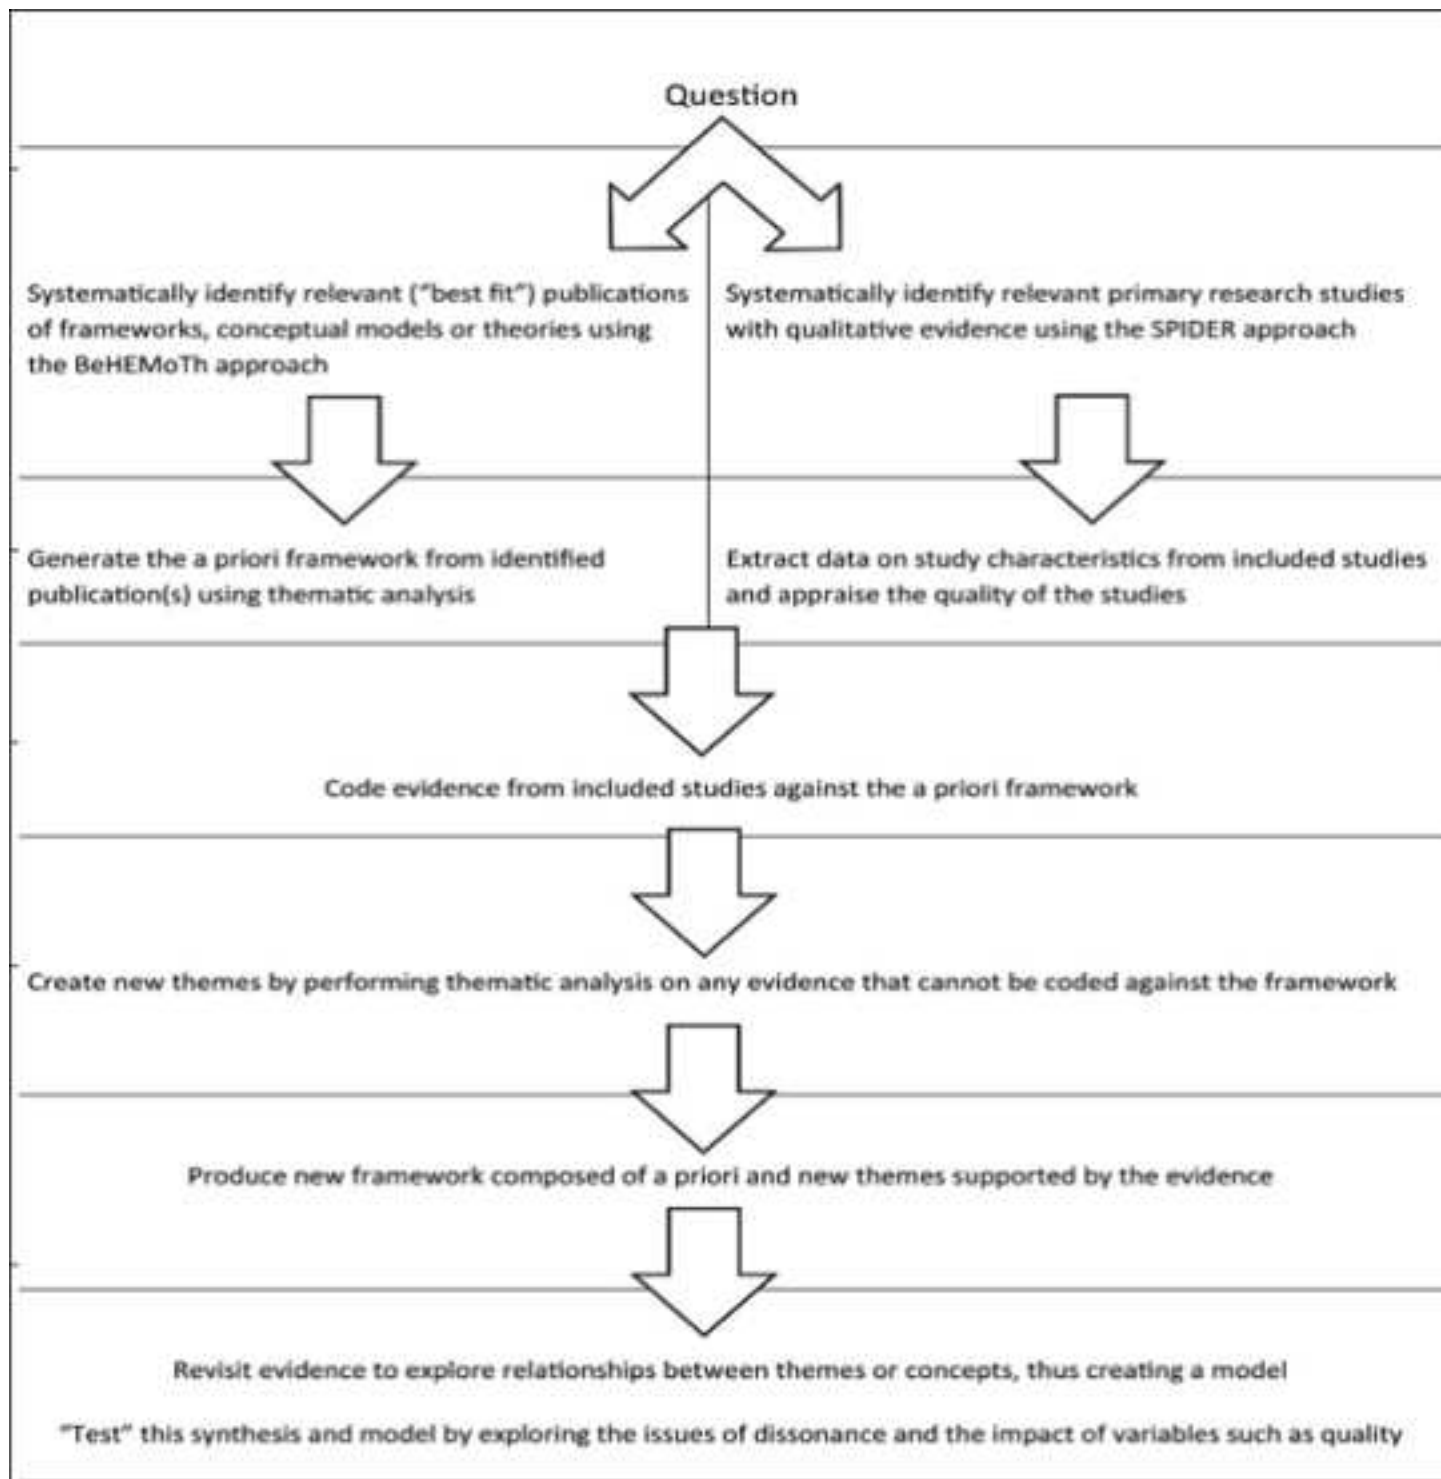 Question
Systematically identify relevant ("best fit") publications
of frameworks, conceptual models or theories using
the BeHEMoTh approach
Systematically identify relevant primary research studies
with qualitative evidence using the SPIDER approach
Generate the a priori framework from identified
publication(s) using thematic analysis
Extract data on study characteristics from included studies
and appraise the quality of the studies
Code evidence from included studies against the a priori framework
Create new themes by performing thematic analysis on any evidence that cannot be coded against the framework
Produce new framework composed of a priori and new themes supported by the evidence
Revisit evidence to explore relationships between themes or concepts, thus creating a model
"Test" this synthesis and model by exploring the issues of dissonance and the impact of variables such as quality